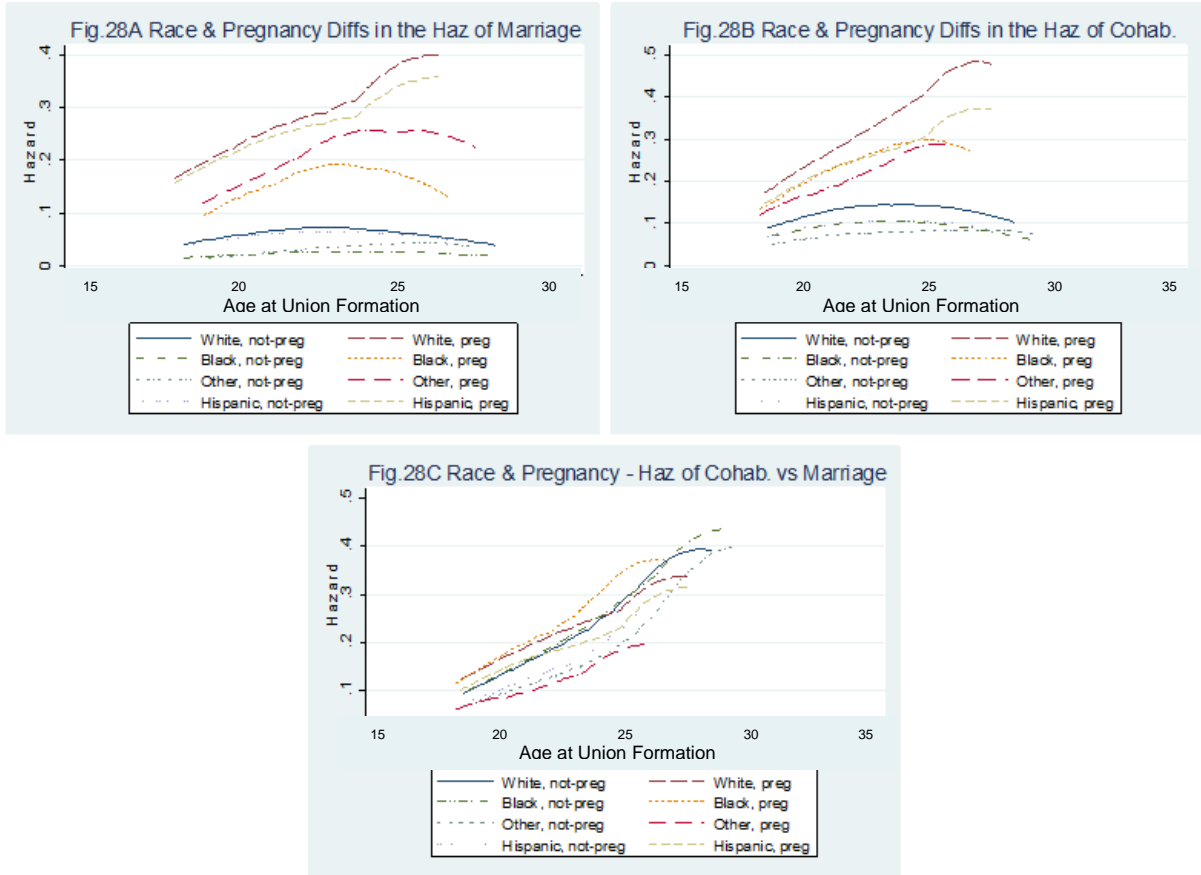 Fig.28A Race & Pregnancy Diffs in the Haz of Marriage
Hazard
.4
.3
.2
.1
0
15 20 25 30
Age at Union Formation
White, not-preg White, preg
Black, not-preg Black, preg
Other, not-preg Other, preg
Hispanic, not-preg Hispanic, preg
Fig.28B Race & Pregnancy Diffs in the Haz of Cohab.
Hazard
.5
.4
.3
.2
.1
0
15 20 25 30 35
Age at Union Formation
White, not-preg White, preg
Black, not-preg Black, preg
Other, not-preg Other, preg
Hispanic, not-preg Hispanic, preg
Fig.28C Race & Pregnancy - Haz of Cohab. vs Marriage
Hazard
.5
.4
.3
.2
.1
15 20 25 30 35
Age at Union Formation
White, not-preg White, preg
Black, not-preg Black, preg
Other, not-preg Other, preg
Hispanic, not-preg Hispanic, preg